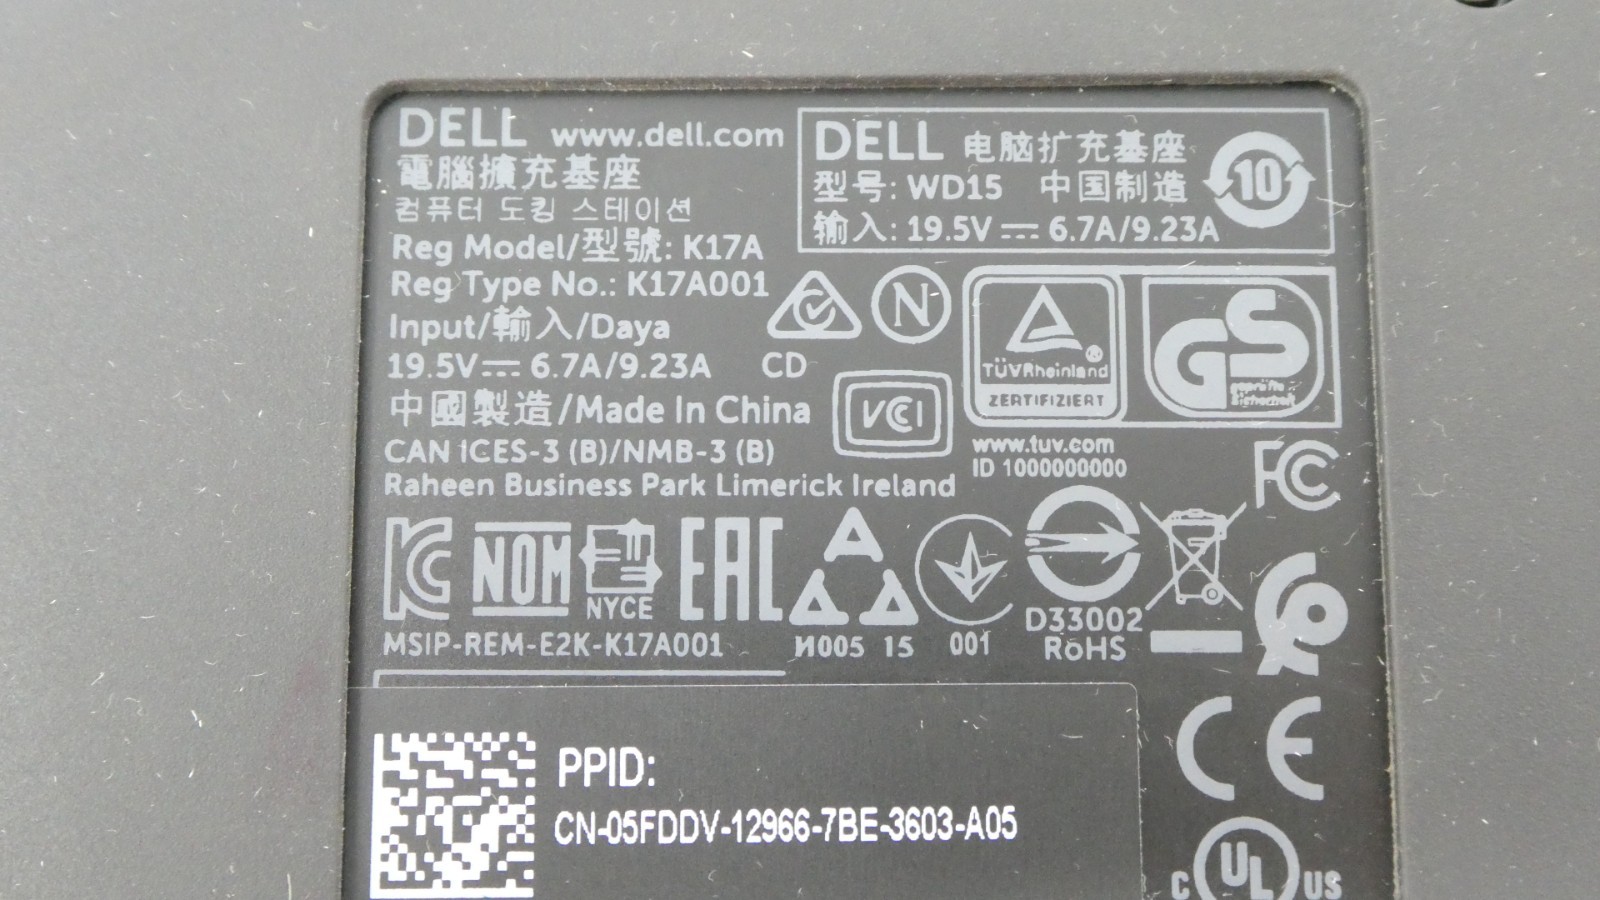 DELL www.dell.com
電腦擴充基座
컴퓨터 도킹 스테이션
Reg Model/型號: K17A
Reg Type No.: K17A001
Input/輸入/Daya
19.5V⎓6.7A/9.23A
CD
中國製造/Made In China
CAN ICES-3 (B)/NMB-3 (B)
Raheen Business Park Limerick Ireland
DELL 电脑扩充基座
型号: WD15 中国制造
输入: 19.5V⎓6.7A/9.23A
10
N
VCI
TÜVRheinland®
ZERTIFIZIERT
GS
geprüfte
Sicherheit
www.tuv.com
ID 1000000000
FC
KC
NOM
NYCE
EAC
MSIP-REM-E2K-K17A001
И005 15
001
D33002
RoHS
CE
PPID:
CN-05FDDV-12966-7BE-3603-A05
c UL US